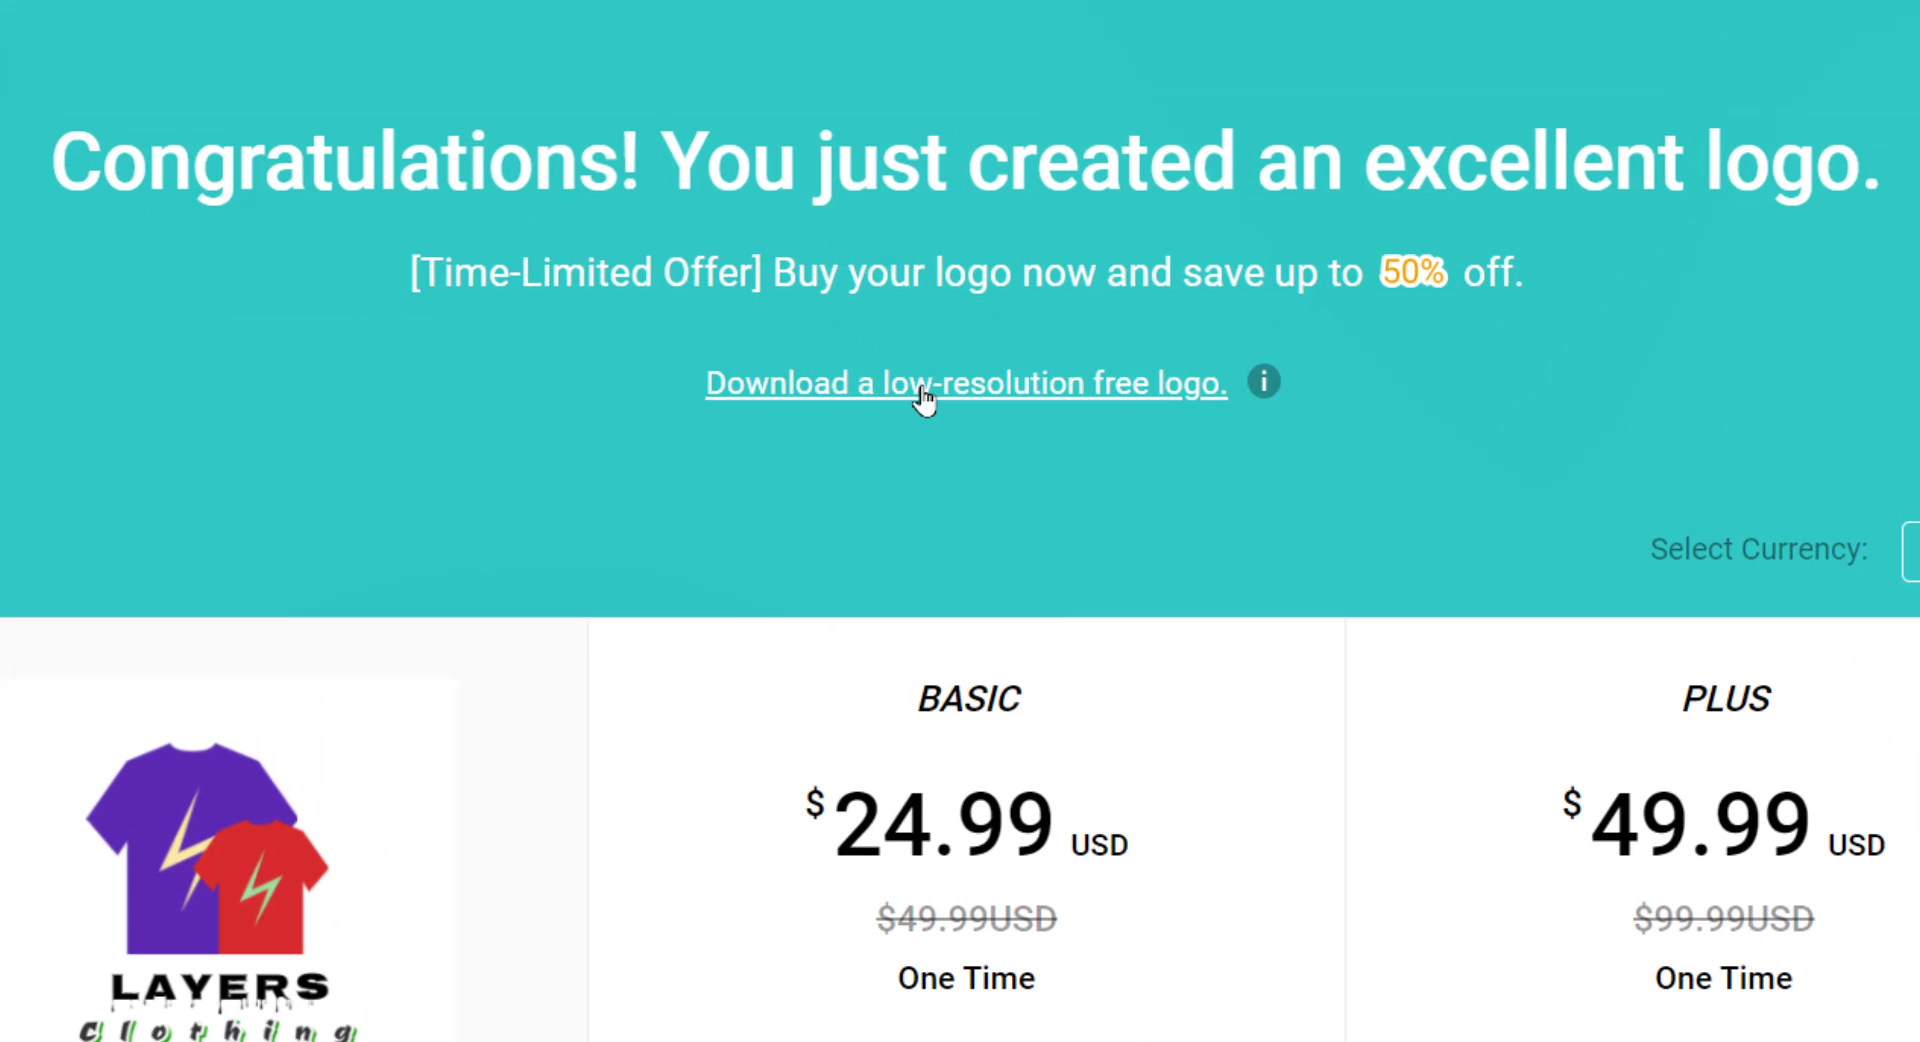 Congratulations! You just created an excellent logo.
[Time-Limited Offer] Buy your logo now and save up to 50% off.
Download a low-resolution free logo. i
Select Currency:
BASIC
$24.99 USD
$49.99USD
One Time
PLUS
$49.99 USD
$99.99USD
One Time
LAYERS
Clothing